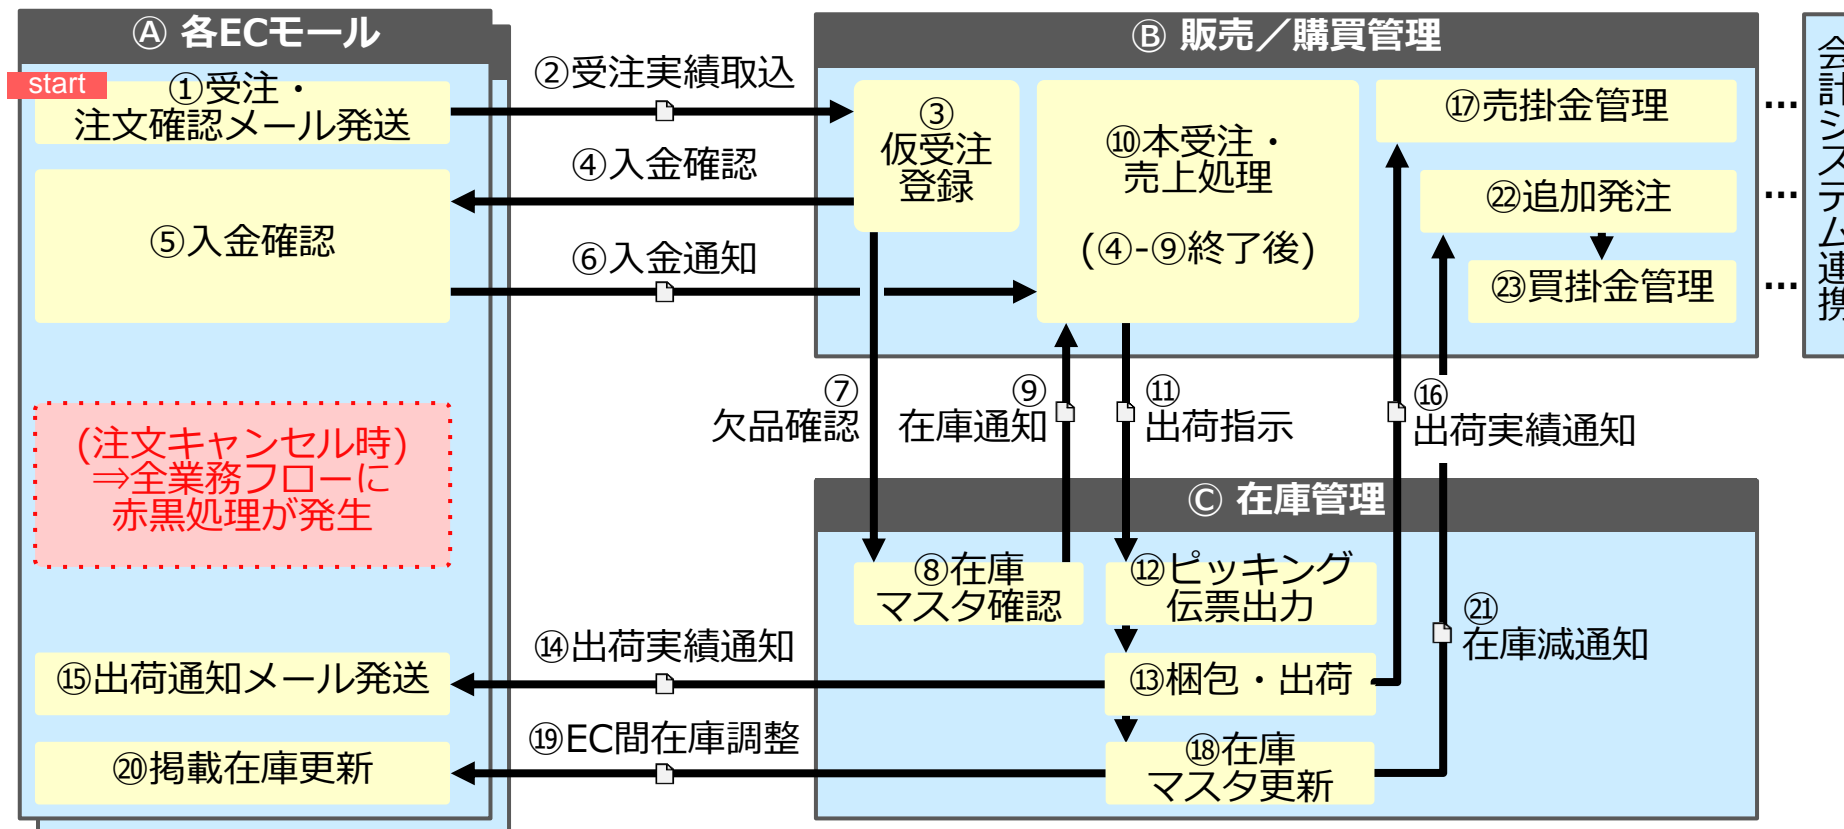 Ⓐ 各ECモール
start
①受注・
注文確認メール発送
⑤入金確認
(注文キャンセル時)
⇒全業務フローに
赤黒処理が発生
⑮出荷通知メール発送
⑳掲載在庫更新
②受注実績取込
④入金確認
⑥入金通知
⑭出荷実績通知
⑲EC間在庫調整
Ⓑ 販売／購買管理
③
仮受注
登録
⑩本受注・
売上処理
(④-⑨終了後)
⑰売掛金管理
㉒追加発注
㉓買掛金管理
…
…
…
会計システム連携
⑦
欠品確認
⑨
在庫通知
⑪
出荷指示
⑯
出荷実績通知
Ⓒ 在庫管理
⑧在庫
マスタ確認
⑫ピッキング
伝票出力
⑬梱包・出荷
⑱在庫
マスタ更新
㉑
在庫減通知